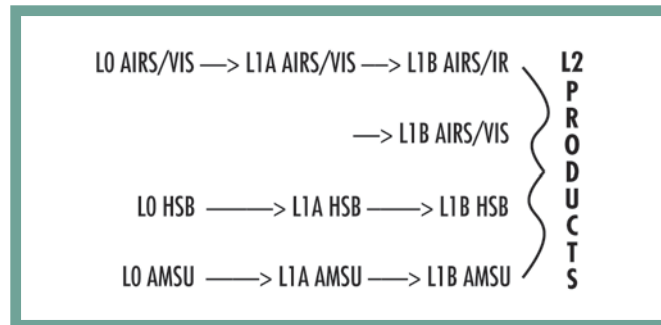 L0 AIRS/VIS —> L1A AIRS/VIS —> L1B AIRS/IR
—> L1B AIRS/VIS
L0 HSB ——> L1A HSB ——> L1B HSB
L0 AMSU ——> L1A AMSU ——> L1B AMSU
L2
P
R
O
D
U
C
T
S